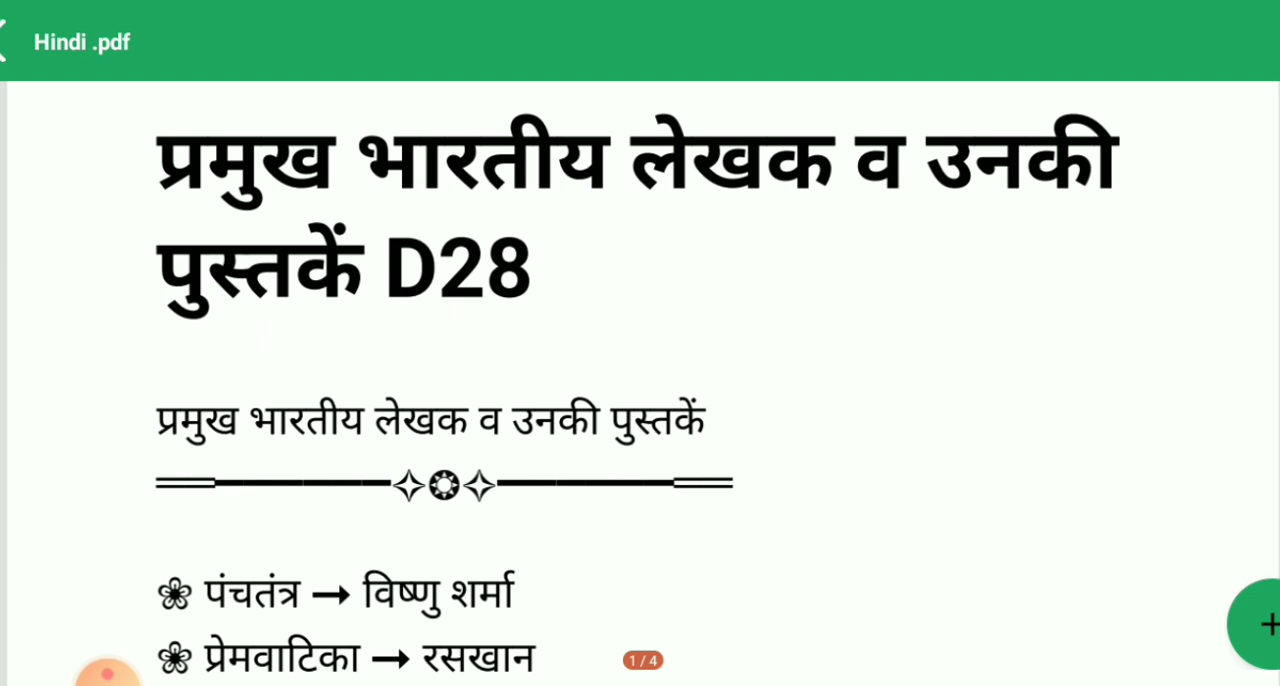 Hindi .pdf
प्रमुख भारतीय लेखक व उनकी
पुस्तकें D28
प्रमुख भारतीय लेखक व उनकी पुस्तकें
══━━━━━━✧❂✧━━━━━━══
❀ पंचतंत्र → विष्णु शर्मा
❀ प्रेमवाटिका → रसखान
1 / 4
+